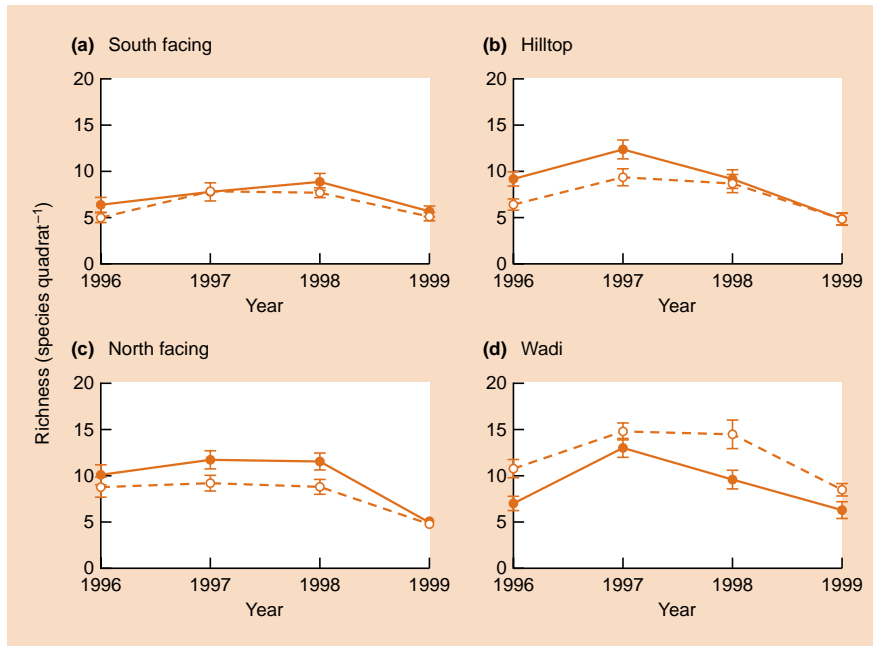 (a) South facing
20
15
10
5
0
1996 1997 1998 1999
Year
(b) Hilltop
20
15
10
5
0
1996 1997 1998 1999
Year
Richness (species quadrat⁻¹)
(c) North facing
20
15
10
5
0
1996 1997 1998 1999
Year
(d) Wadi
20
15
10
5
0
1996 1997 1998 1999
Year